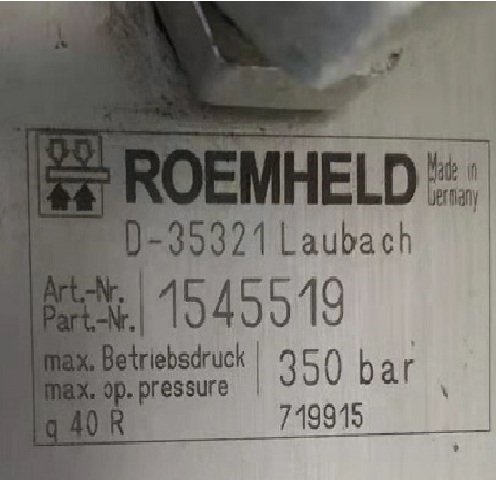 ROEMHELD Made in Germany
D-35321 Laubach
Art.-Nr.
Part.-Nr. 1545519
max. Betriebsdruck
max. op. pressure 350 bar
q 40 R 719915